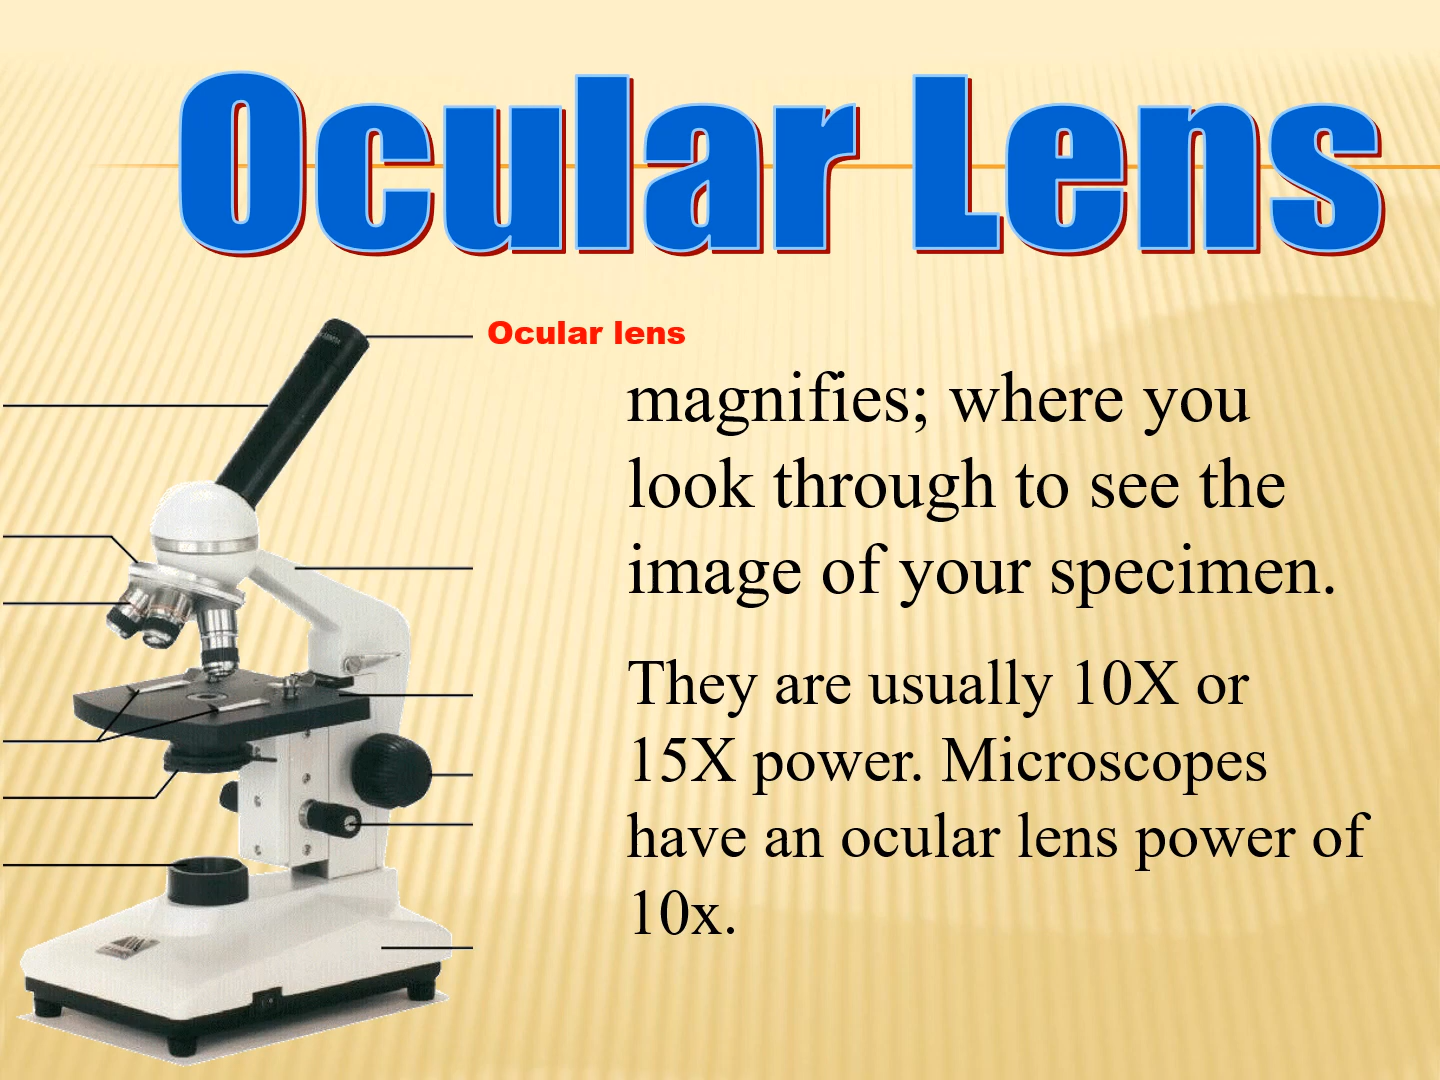 Ocular Lens
Ocular lens
magnifies; where you
look through to see the
image of your specimen.
They are usually 10X or
15X power. Microscopes
have an ocular lens power of
10x.